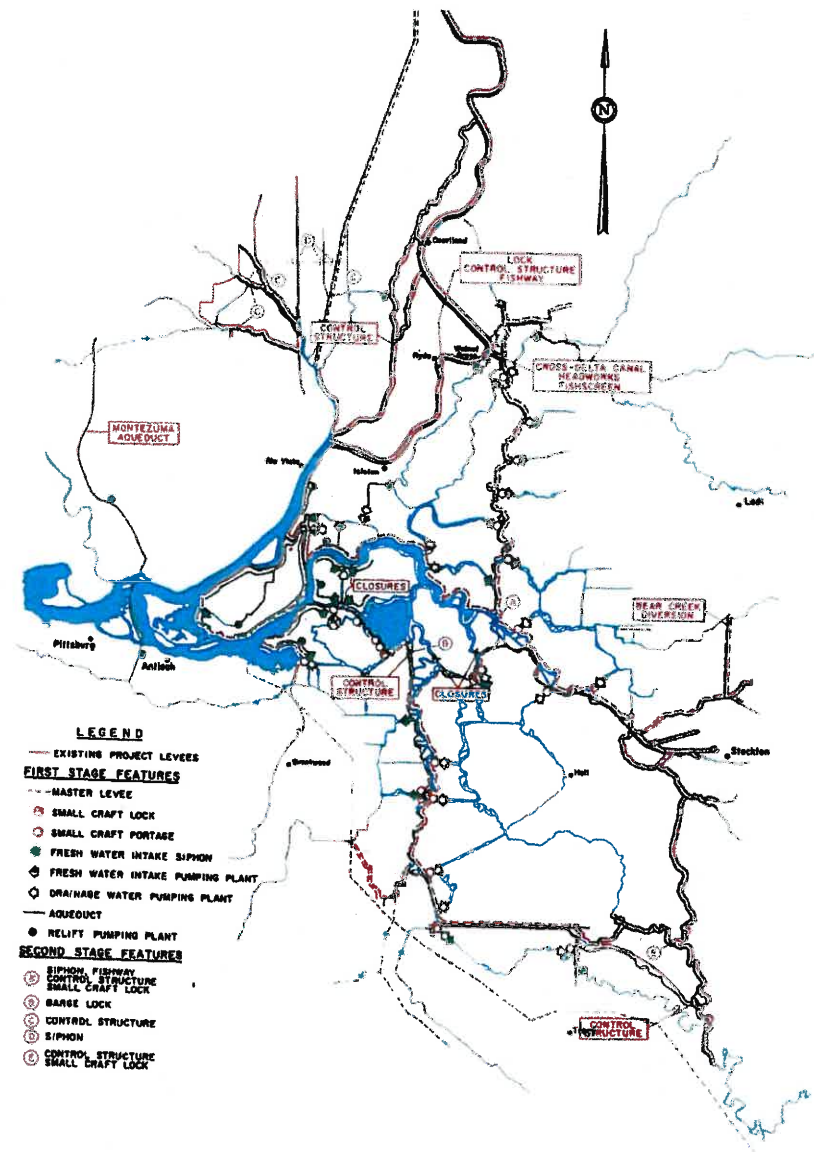 N
Courtland
LOCK
CONTROL STRUCTURE
FISHWAY
D
E
C
C
CONTROL
STRUCTURE
Ryde
Walnut
Grove
CROSS-DELTA CANAL
HEADWORKS
FISHSCREEN
MONTEZUMA
AQUEDUCT
Rio Vista
Isleton
Lodi
CLOSURES
A
BEAR CREEK
DIVERSION
B
Pittsburg
Antioch
CONTROL
STRUCTURE
CLOSURES
Stockton
Brentwood
Holt
CONTROL
STRUCTURE
LEGEND
EXISTING PROJECT LEVEES
FIRST STAGE FEATURES
MASTER LEVEE
SMALL CRAFT LOCK
SMALL CRAFT PORTAGE
FRESH WATER INTAKE SIPHON
FRESH WATER INTAKE PUMPING PLANT
DRAINAGE WATER PUMPING PLANT
AQUEDUCT
RELIFT PUMPING PLANT
SECOND STAGE FEATURES
A SIPHON, FISHWAY
CONTROL STRUCTURE
SMALL CRAFT LOCK
B BARGE LOCK
C CONTROL STRUCTURE
D SIPHON
E CONTROL STRUCTURE
SMALL CRAFT LOCK